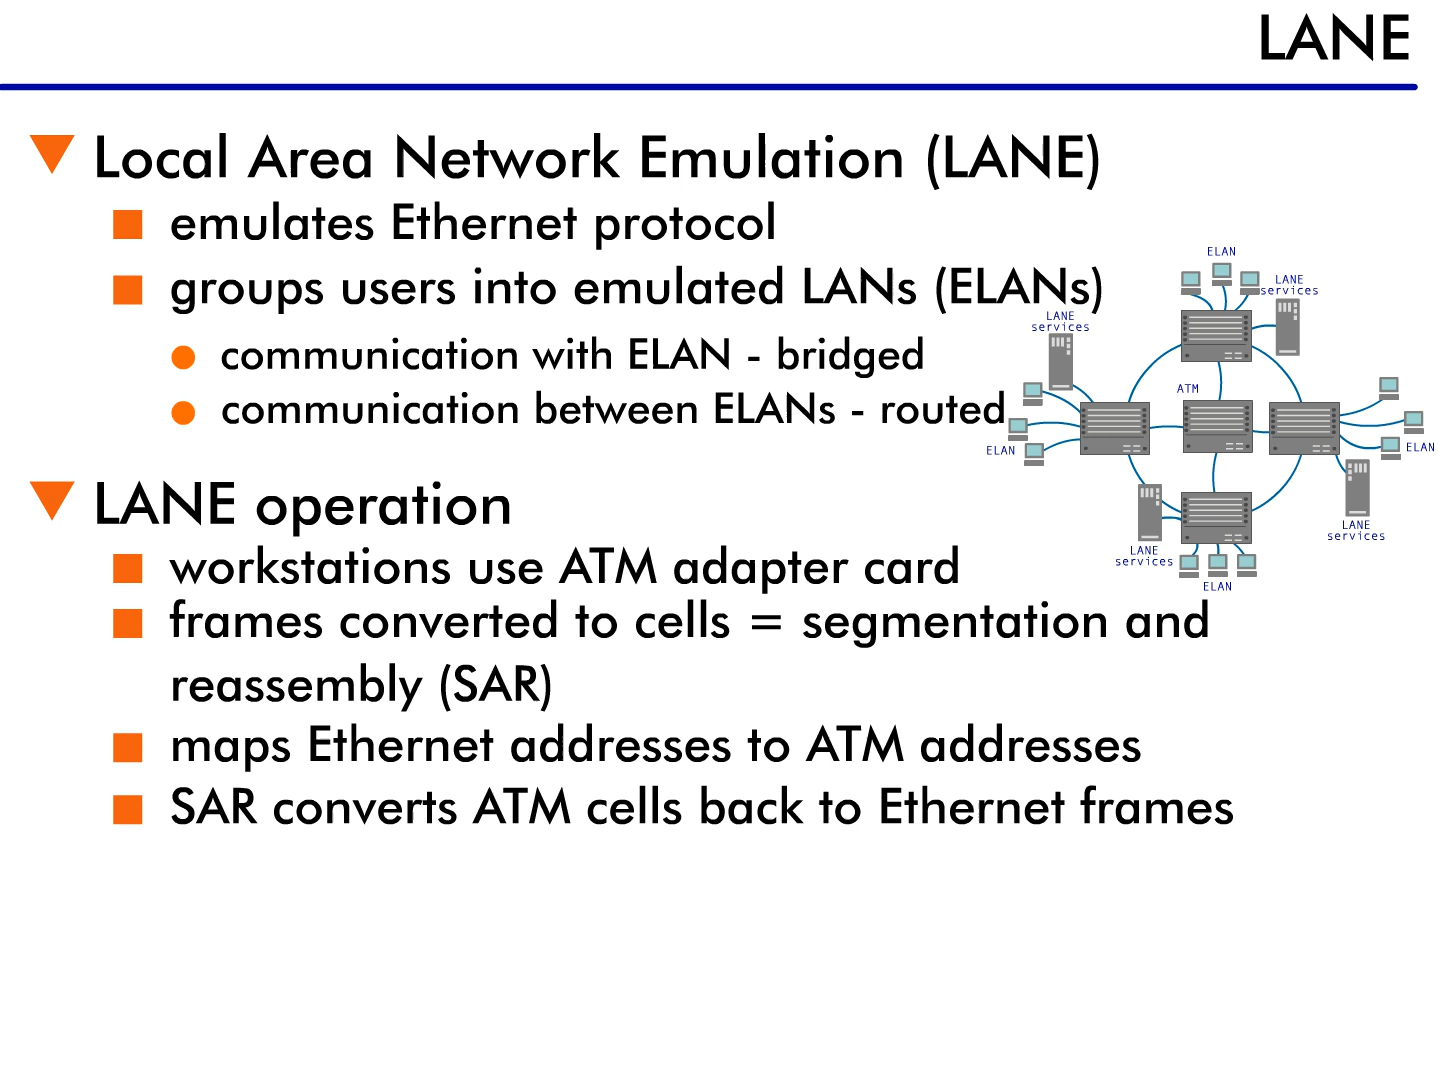 LANE
Local Area Network Emulation (LANE)
emulates Ethernet protocol
groups users into emulated LANs (ELANs)
communication with ELAN - bridged
communication between ELANs - routed
LANE operation
workstations use ATM adapter card
frames converted to cells = segmentation and
reassembly (SAR)
maps Ethernet addresses to ATM addresses
SAR converts ATM cells back to Ethernet frames
ELAN
LANE
services
LANE
services
ATM
ELAN
ELAN
LANE
services
LANE
services
ELAN